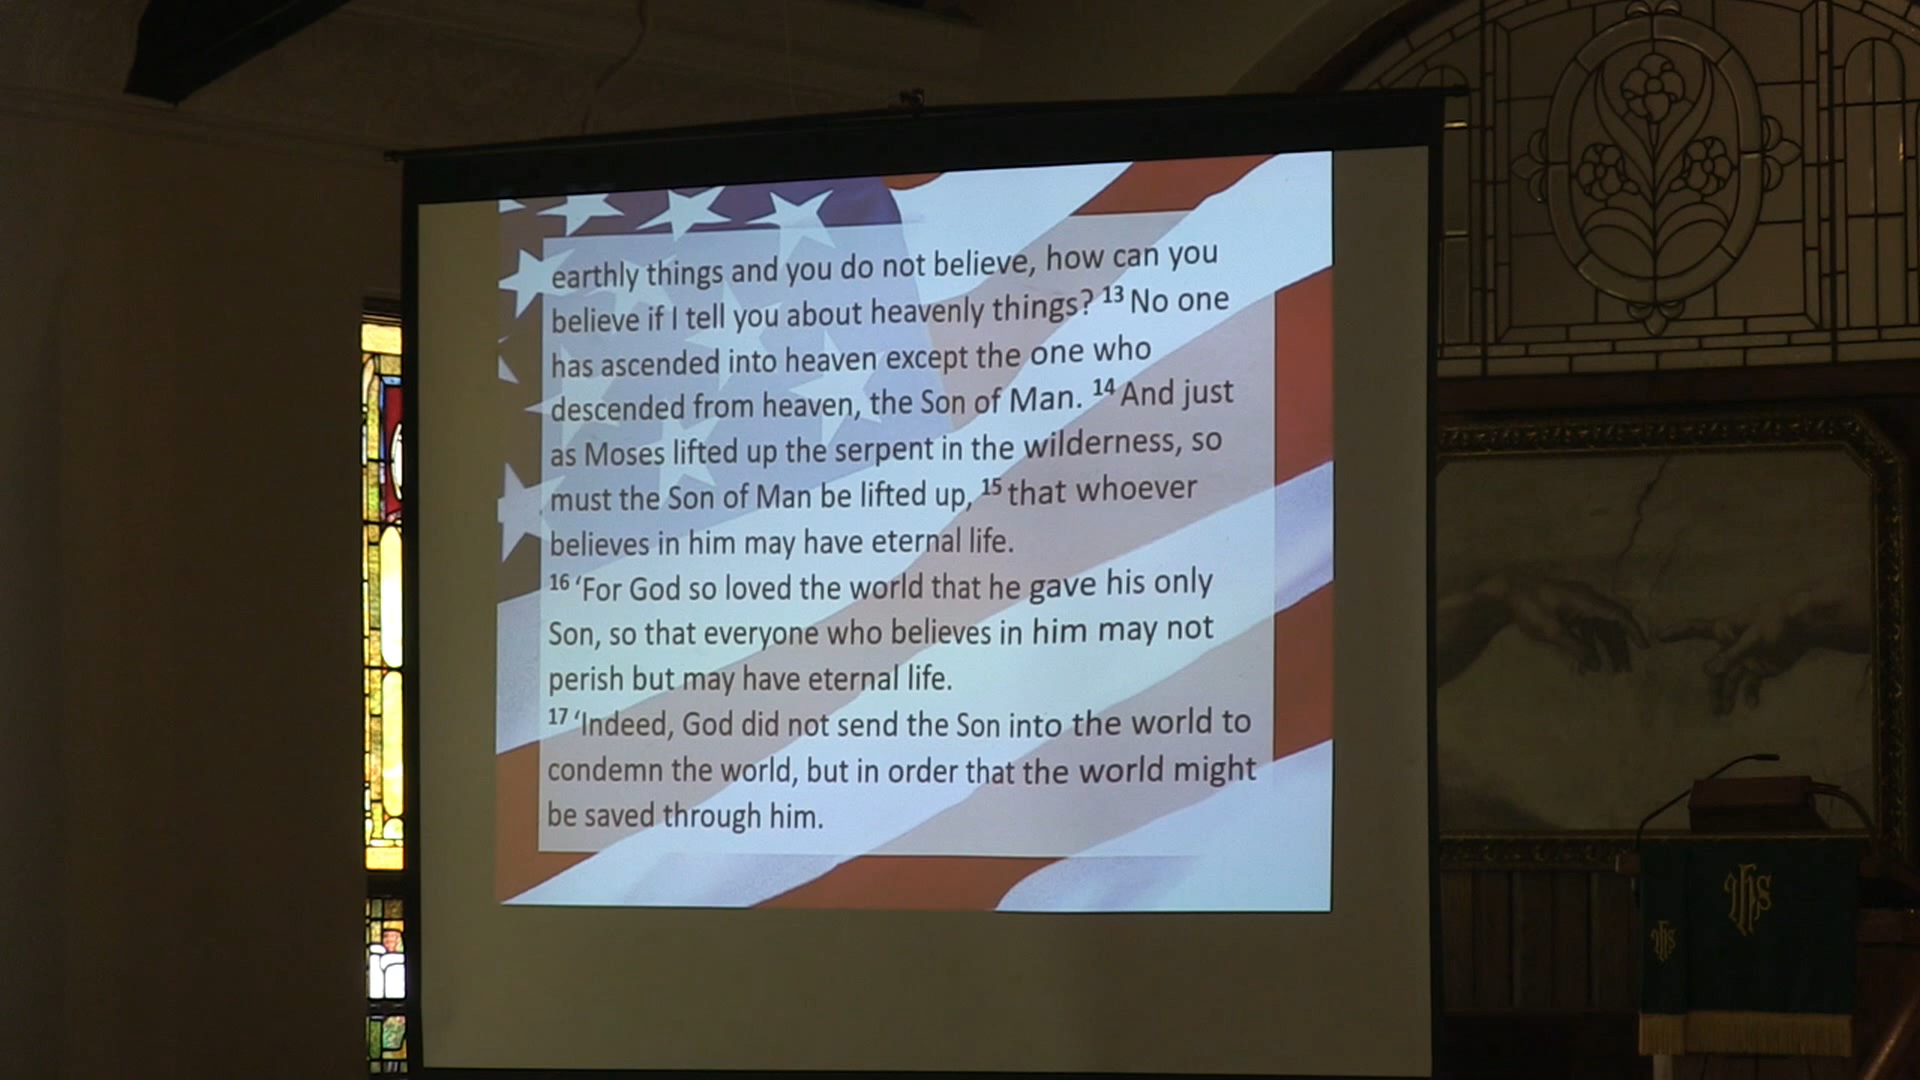 earthly things and you do not believe, how can you
believe if I tell you about heavenly things? 13 No one
has ascended into heaven except the one who
descended from heaven, the Son of Man. 14 And just
as Moses lifted up the serpent in the wilderness, so
must the Son of Man be lifted up, 15 that whoever
believes in him may have eternal life.
16 ‘For God so loved the world that he gave his only
Son, so that everyone who believes in him may not
perish but may have eternal life.
17 ‘Indeed, God did not send the Son into the world to
condemn the world, but in order that the world might
be saved through him.
IHS
IHS